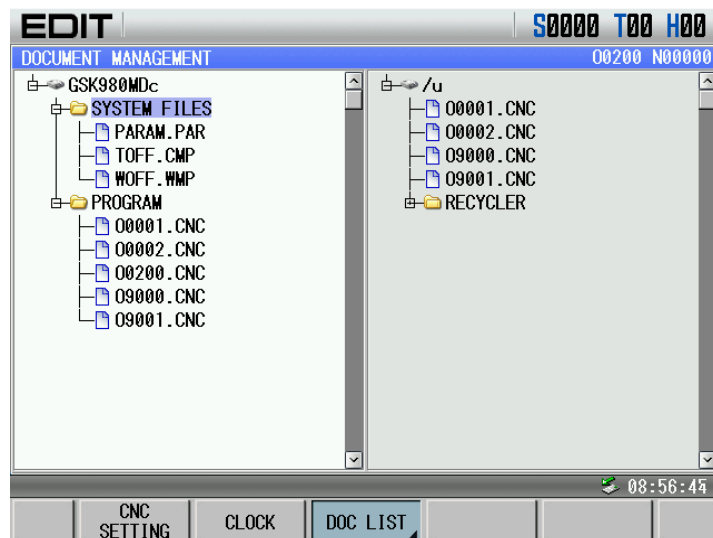 EDIT
S0000 T00 H00
DOCUMENT MANAGEMENT
O0200 N00000
GSK980MDc
SYSTEM FILES
PARAM.PAR
TOFF.CMP
WOFF.WMP
PROGRAM
O0001.CNC
O0002.CNC
O0200.CNC
O9000.CNC
O9001.CNC
/u
O0001.CNC
O0002.CNC
O9000.CNC
O9001.CNC
RECYCLER
08:56:45
CNC
SETTING
CLOCK
DOC LIST